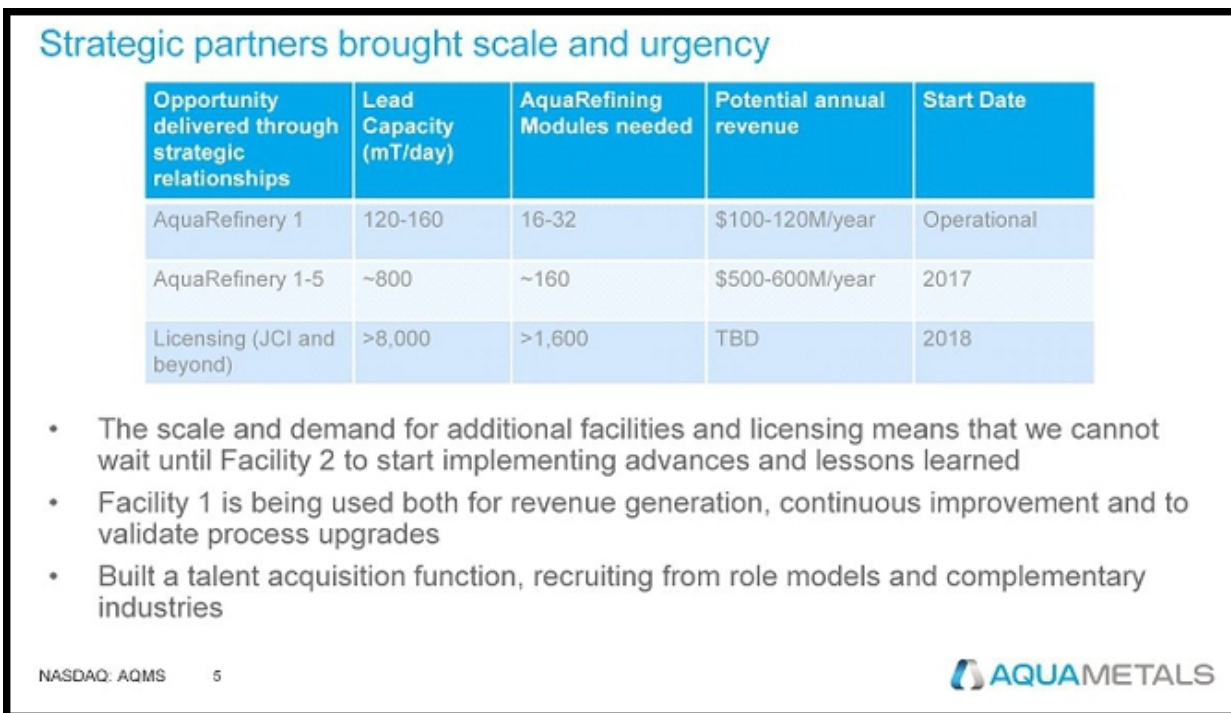 Strategic partners brought scale and urgency
Opportunity delivered through strategic relationships Lead Capacity (mT/day) AquaRefining Modules needed Potential annual revenue Start Date
AquaRefinery 1 120-160 16-32 $100-120M/year Operational
AquaRefinery 1-5 ~800 ~160 $500-600M/year 2017
Licensing (JCI and beyond) >8,000 >1,600 TBD 2018
• The scale and demand for additional facilities and licensing means that we cannot
wait until Facility 2 to start implementing advances and lessons learned
• Facility 1 is being used both for revenue generation, continuous improvement and to
validate process upgrades
• Built a talent acquisition function, recruiting from role models and complementary
industries
NASDAQ: AQMS 5
AQUAMETALS